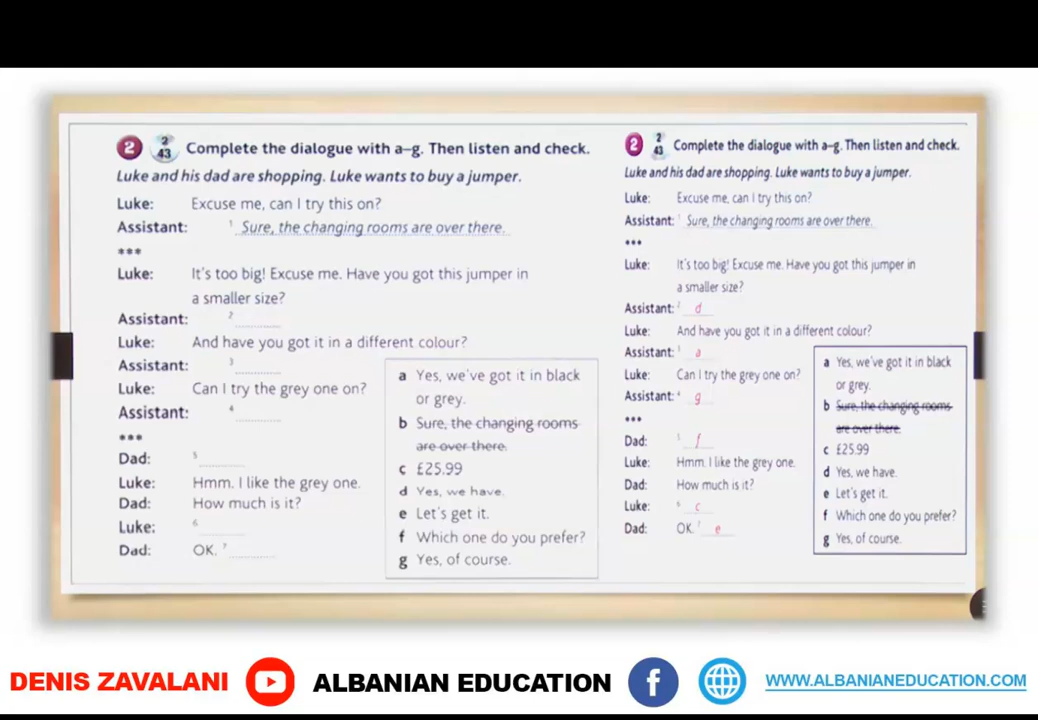 2 2 43 Complete the dialogue with a–g. Then listen and check.
Luke and his dad are shopping. Luke wants to buy a jumper.
Luke: Excuse me, can I try this on?
Assistant: 1 Sure, the changing rooms are over there.
***
Luke: It's too big! Excuse me. Have you got this jumper in
a smaller size?
Assistant: 2
Luke: And have you got it in a different colour?
Assistant: 3
Luke: Can I try the grey one on?
Assistant: 4
***
Dad: 5
Luke: Hmm. I like the grey one.
Dad: How much is it?
Luke: 6
Dad: OK. 7
a Yes, we've got it in black
or grey.
b Sure, the changing rooms
are over there.
c £25.99
d Yes, we have.
e Let's get it.
f Which one do you prefer?
g Yes, of course.
2 2 43 Complete the dialogue with a–g. Then listen and check.
Luke and his dad are shopping. Luke wants to buy a jumper.
Luke: Excuse me, can I try this on?
Assistant: 1 Sure, the changing rooms are over there.
***
Luke: It's too big! Excuse me. Have you got this jumper in
a smaller size?
Assistant: 2 d
Luke: And have you got it in a different colour?
Assistant: 3 a
Luke: Can I try the grey one on?
Assistant: 4 g
***
Dad: 5 f
Luke: Hmm. I like the grey one.
Dad: How much is it?
Luke: 6 c
Dad: OK. 7 e
a Yes, we've got it in black
or grey.
b Sure, the changing rooms
are over there.
c £25.99
d Yes, we have.
e Let's get it.
f Which one do you prefer?
g Yes, of course.
DENIS ZAVALANI ALBANIAN EDUCATION WWW.ALBANIANEDUCATION.COM